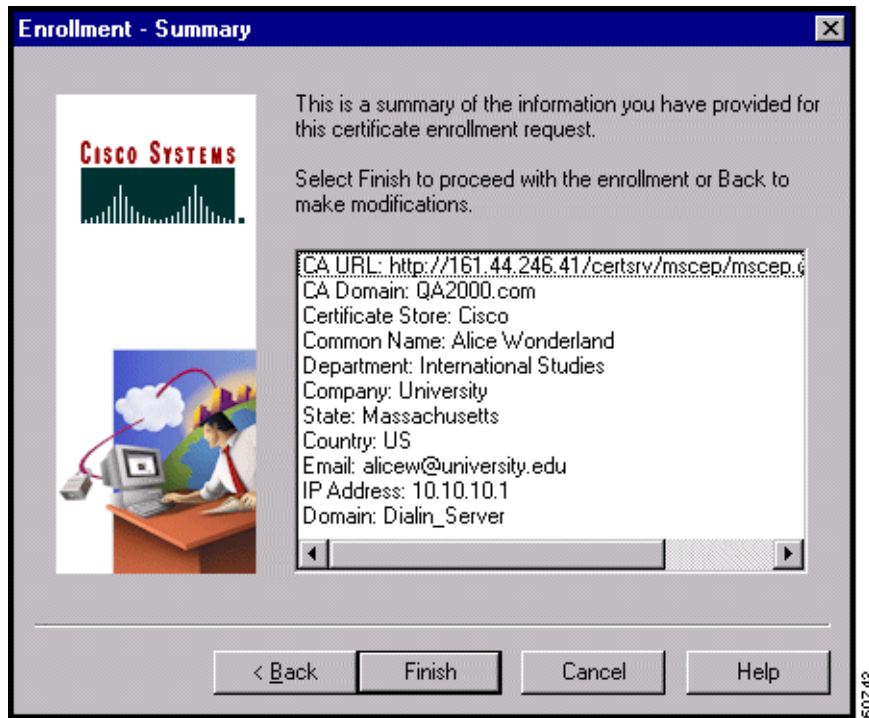 Enrollment - Summary
CISCO SYSTEMS
This is a summary of the information you have provided for
this certificate enrollment request.
Select Finish to proceed with the enrollment or Back to
make modifications.
CA URL: http://161.44.246.41/certsrv/mscep/mscep.
CA Domain: QA2000.com
Certificate Store: Cisco
Common Name: Alice Wonderland
Department: International Studies
Company: University
State: Massachusetts
Country: US
Email: alicew@university.edu
IP Address: 10.10.10.1
Domain: Dialin_Server
< Back
Finish
Cancel
Help